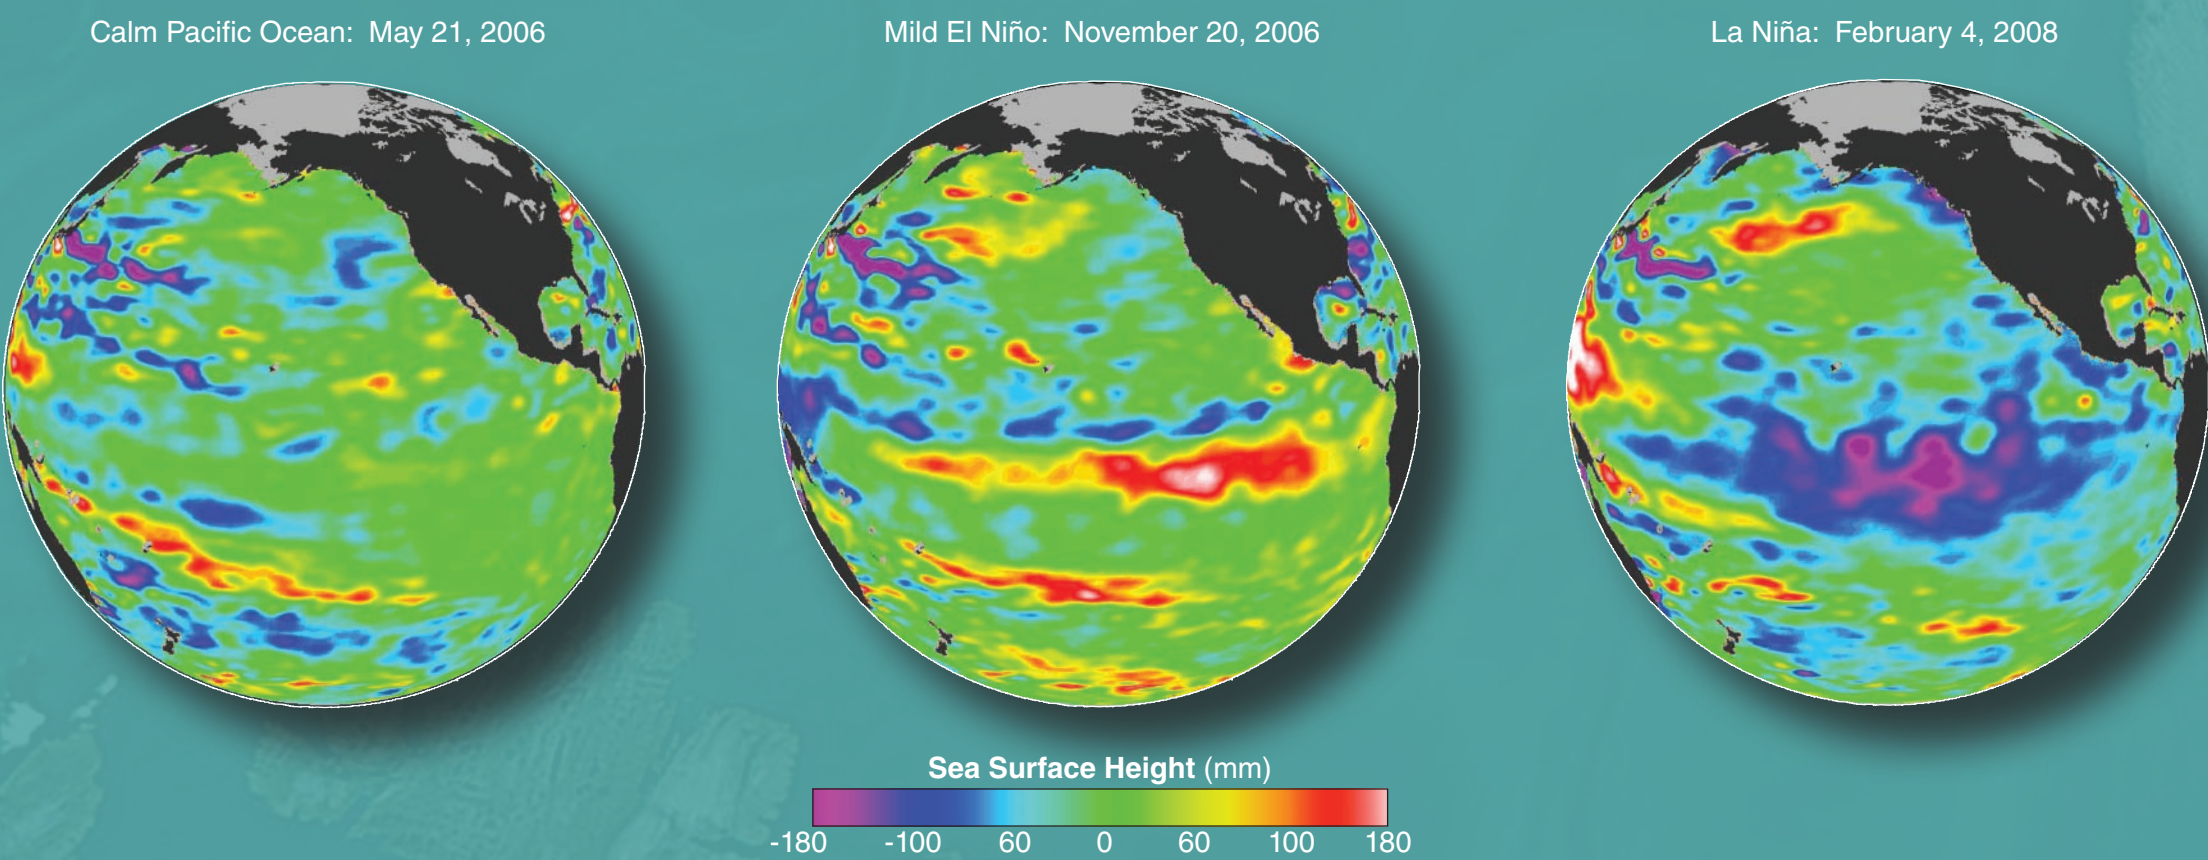 Calm Pacific Ocean: May 21, 2006
Mild El Niño: November 20, 2006
La Niña: February 4, 2008
Sea Surface Height (mm)
-180 -100 60 0 60 100 180